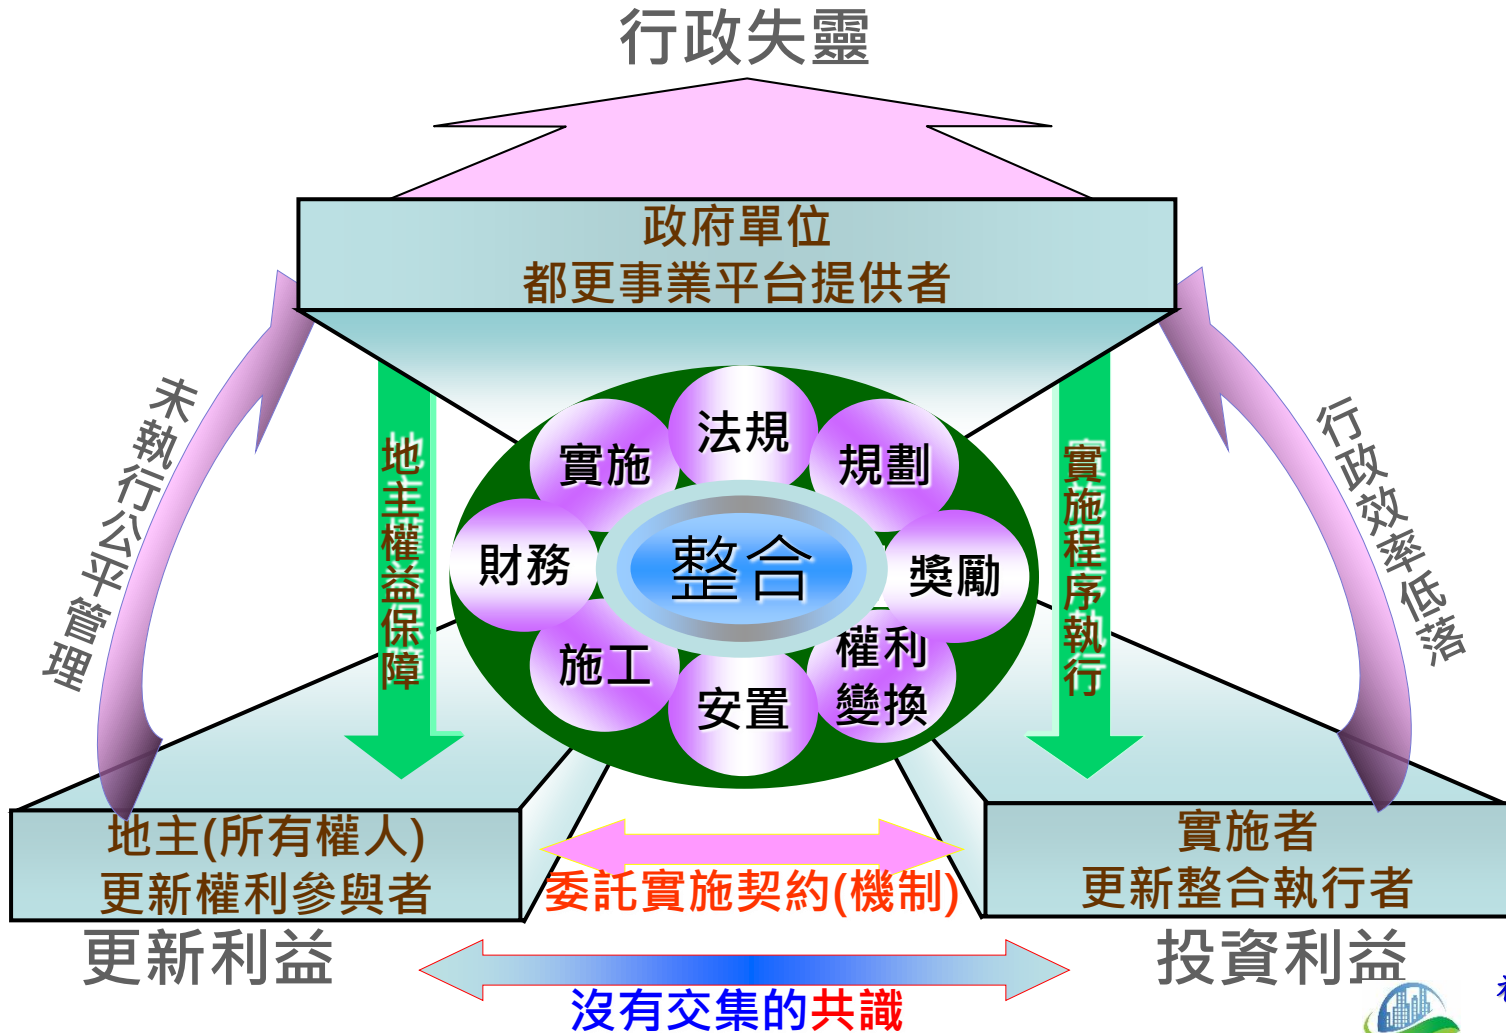 行政失靈
政府單位
都更事業平台提供者
未執行公平管理
地主權益保障
實施
法規
規劃
財務
整合
獎勵
施工
安置
權利
變換
實施程序執行
行政效率低落
地主(所有權人)
更新權利參與者
委託實施契約(機制)
實施者
更新整合執行者
更新利益
投資利益
沒有交集的共識